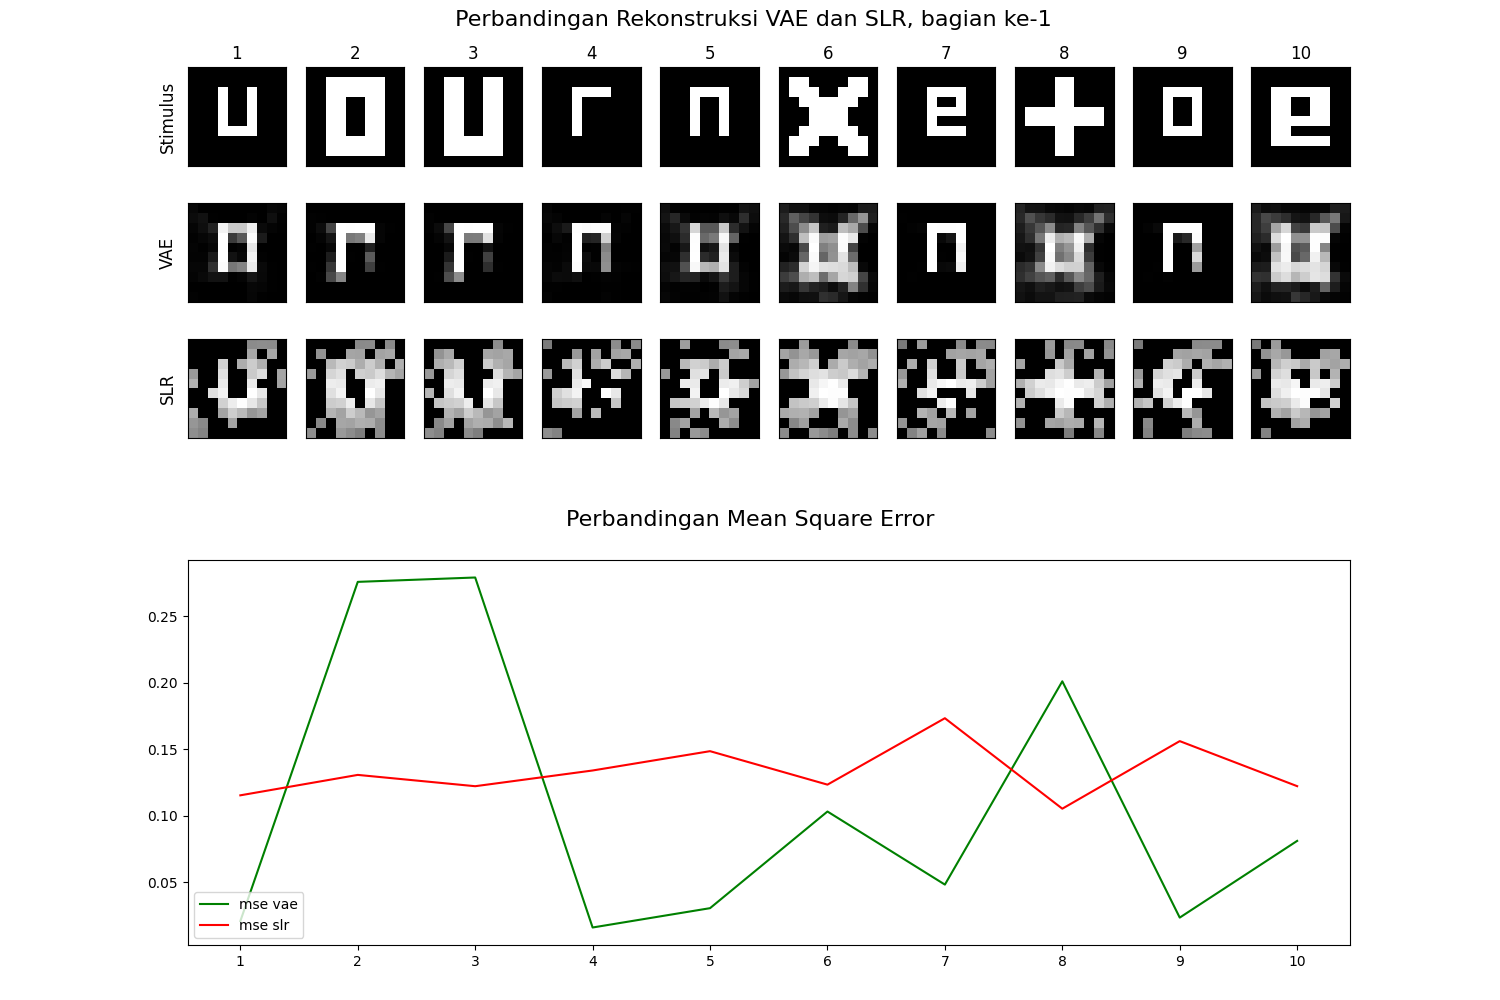 Perbandingan Rekonstruksi VAE dan SLR, bagian ke-1
1 2 3 4 5 6 7 8 9 10
Stimulus
VAE
SLR
Perbandingan Mean Square Error
0.25
0.20
0.15
0.10
0.05
mse vae
mse slr
1 2 3 4 5 6 7 8 9 10